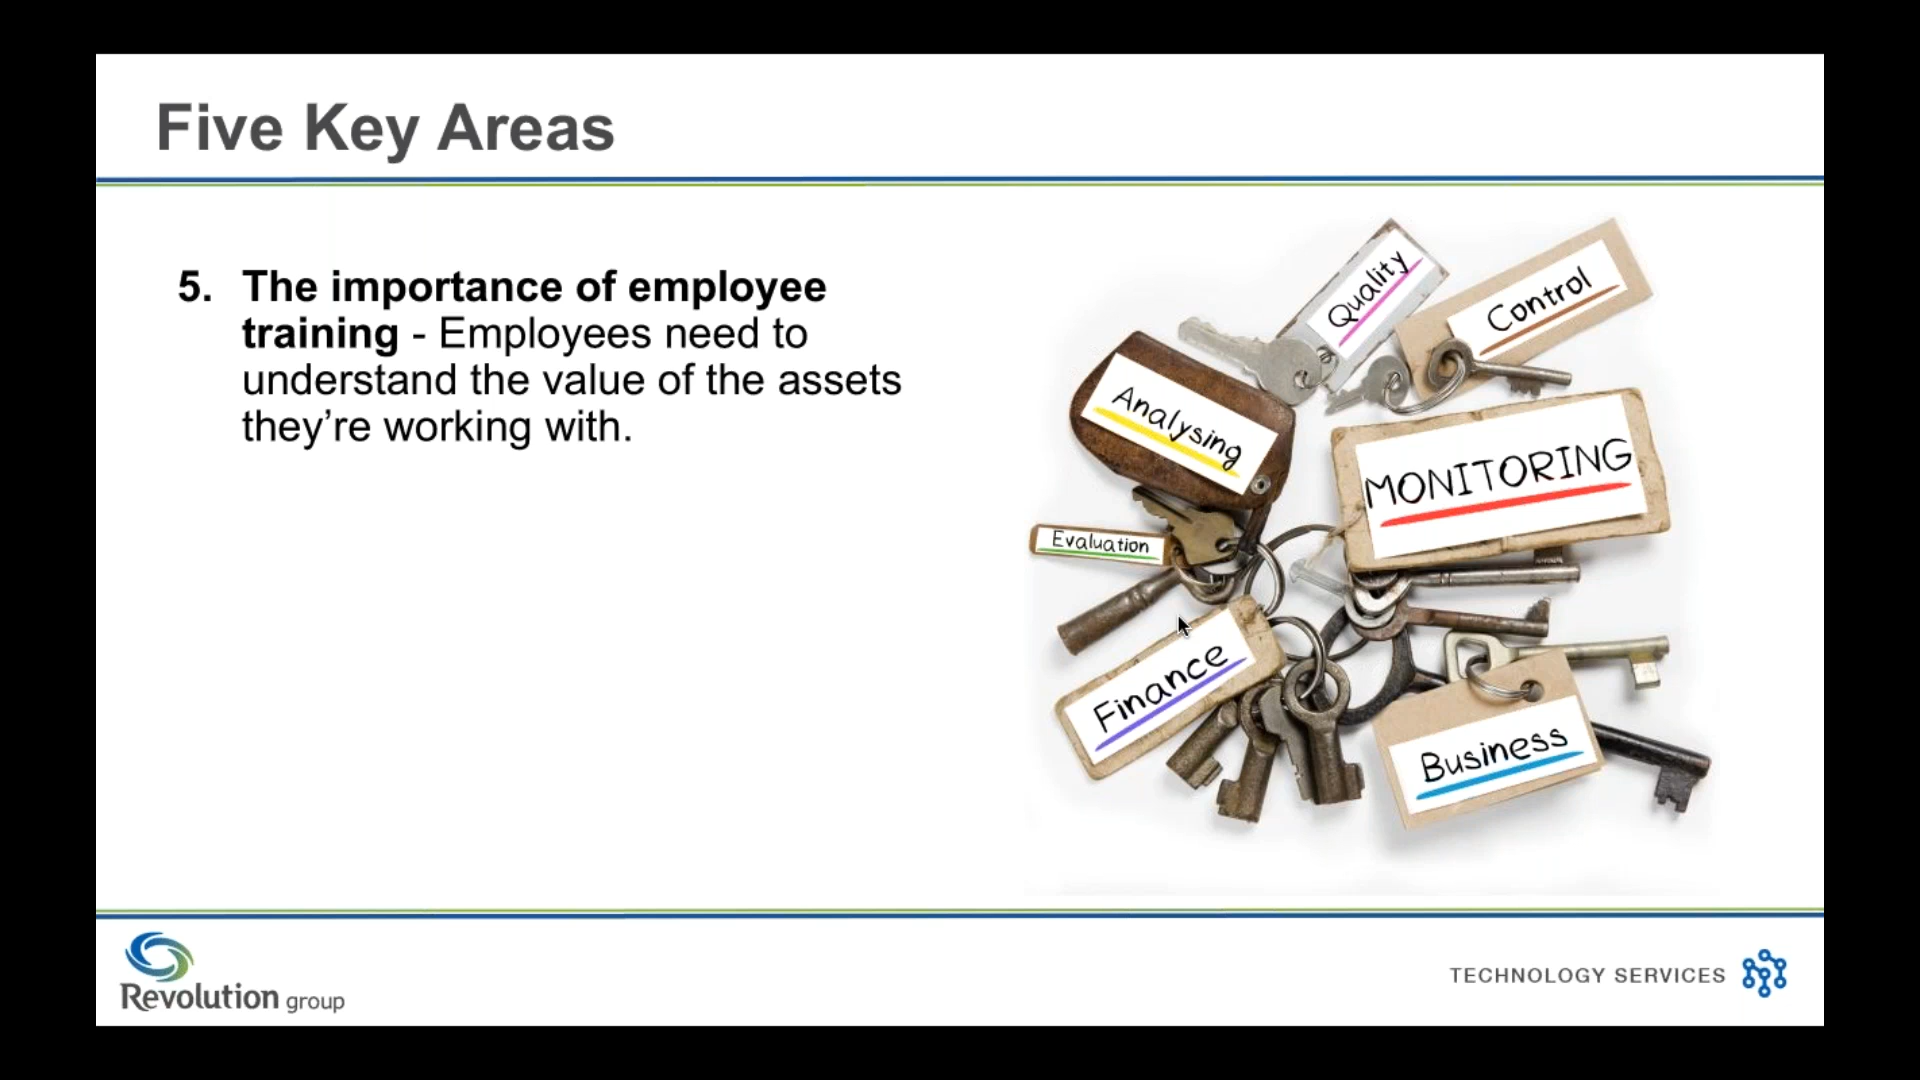 Five Key Areas
5. The importance of employee
training - Employees need to
understand the value of the assets
they’re working with.
Quality
Control
Analysing
MONITORING
Evaluation
Finance
Business
Revolution group
TECHNOLOGY SERVICES